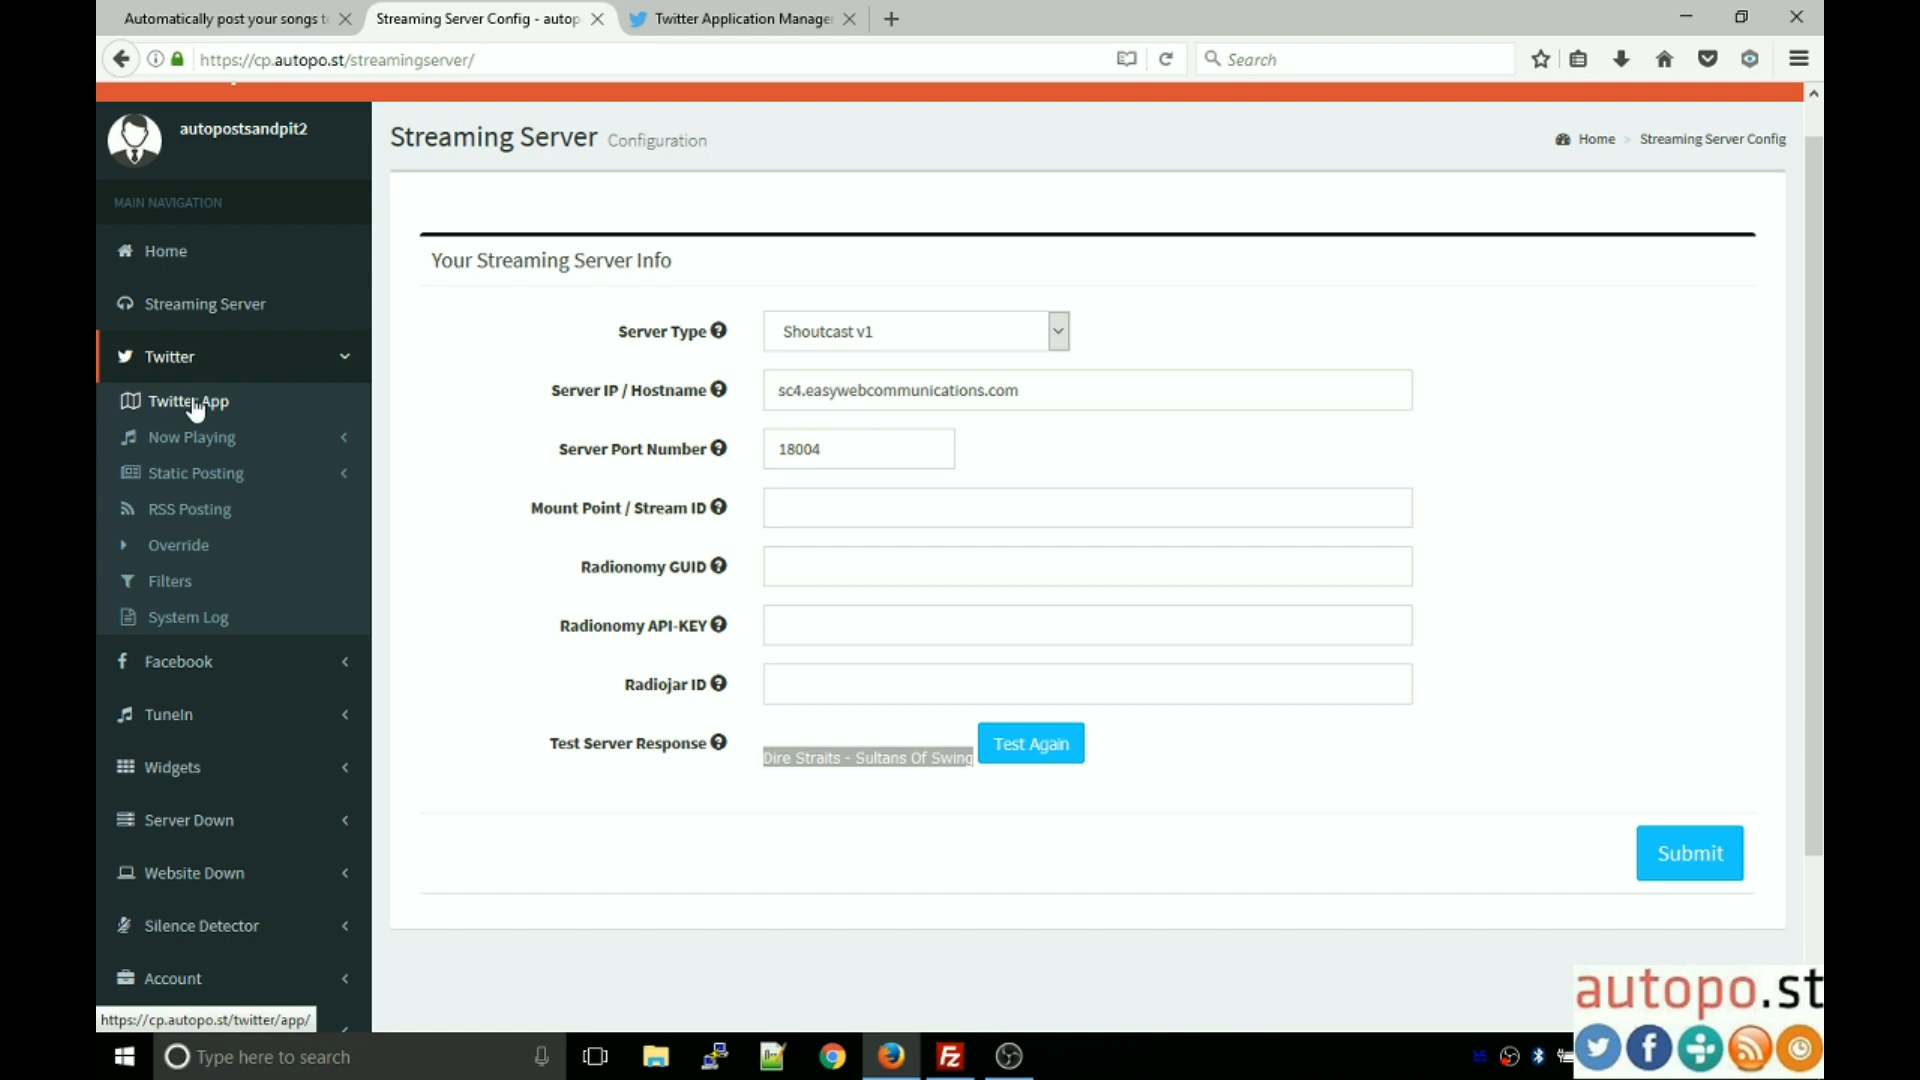 Automatically post your songs t
Streaming Server Config - autop
Twitter Application Manage
https://cp.autopo.st/streamingserver/
Search
autopostsandpit2
Streaming Server Configuration
Home > Streaming Server Config
MAIN NAVIGATION
Home
Streaming Server
Twitter
Twitter App
Now Playing
Static Posting
RSS Posting
Override
Filters
System Log
Facebook
TuneIn
Widgets
Server Down
Website Down
Silence Detector
Account
Your Streaming Server Info
Server Type
Shoutcast v1
Server IP / Hostname
sc4.easywebcommunications.com
Server Port Number
18004
Mount Point / Stream ID
Radionomy GUID
Radionomy API-KEY
Radiojar ID
Test Server Response
Dire Straits - Sultans Of Swing
Test Again
Submit
https://cp.autopo.st/twitter/app/
Type here to search
autopo.st